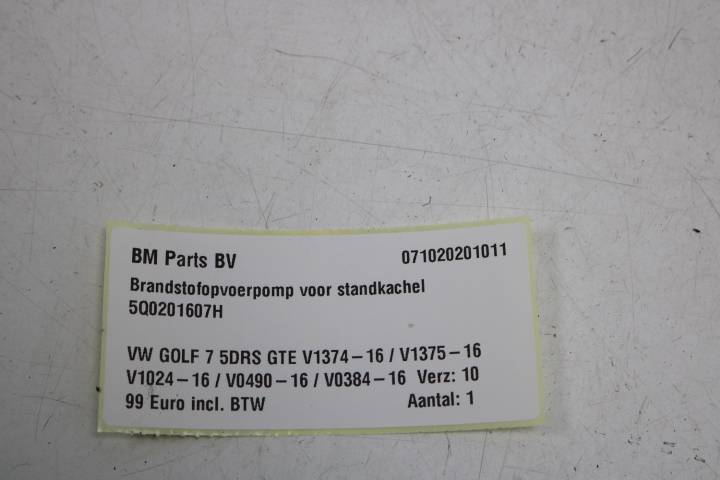 BM Parts BV 071020201011
Brandstofopvoerpomp voor standkachel
5Q0201607H
VW GOLF 7 5DRS GTE V1374-16 / V1375-16
V1024-16 / V0490-16 / V0384-16 Verz: 10
99 Euro incl. BTW Aantal: 1